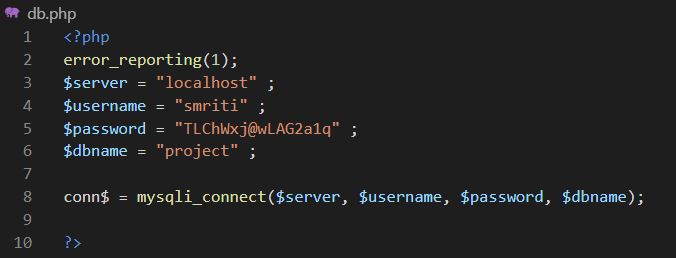 db.php
1 <?php
2 error_reporting(1);
3 $server = "localhost" ;
4 $username = "smriti" ;
5 $password = "TLChWxj@wLAG2a1q" ;
6 $dbname = "project" ;
7
8 conn$ = mysqli_connect($server, $username, $password, $dbname);
9
10 ?>